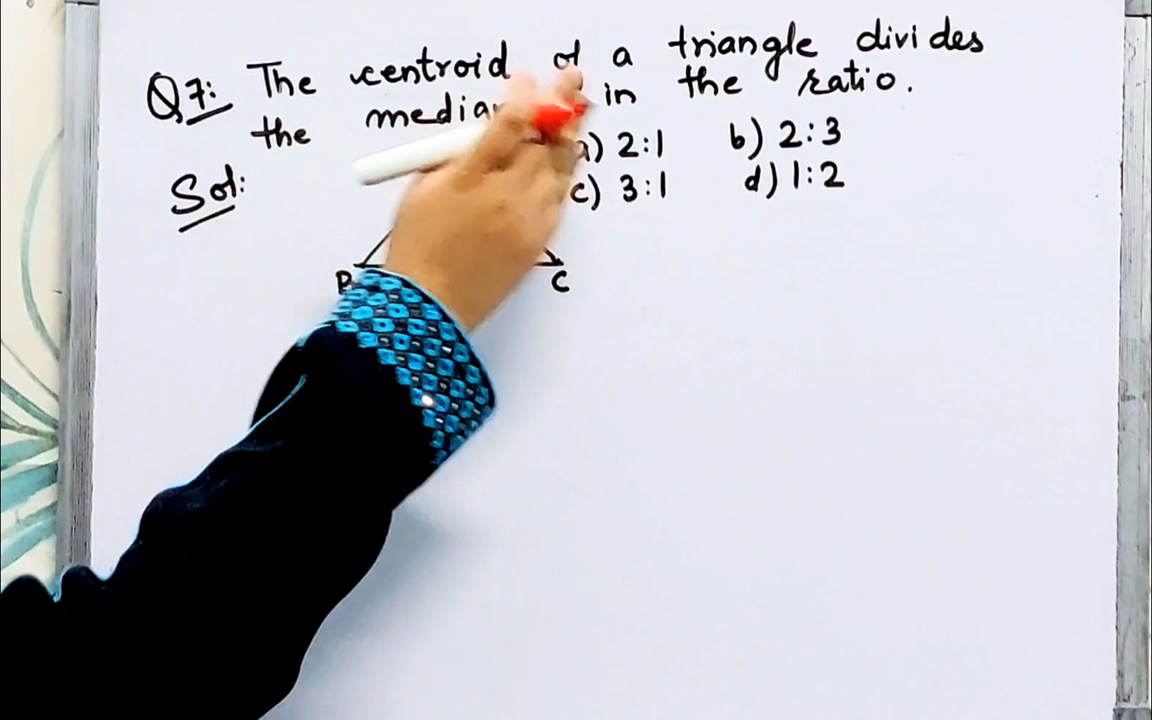 Q7: The centroid of a triangle divides
the median in the ratio.
a) 2:1 b) 2:3
Sol: c) 3:1 d) 1:2
B C